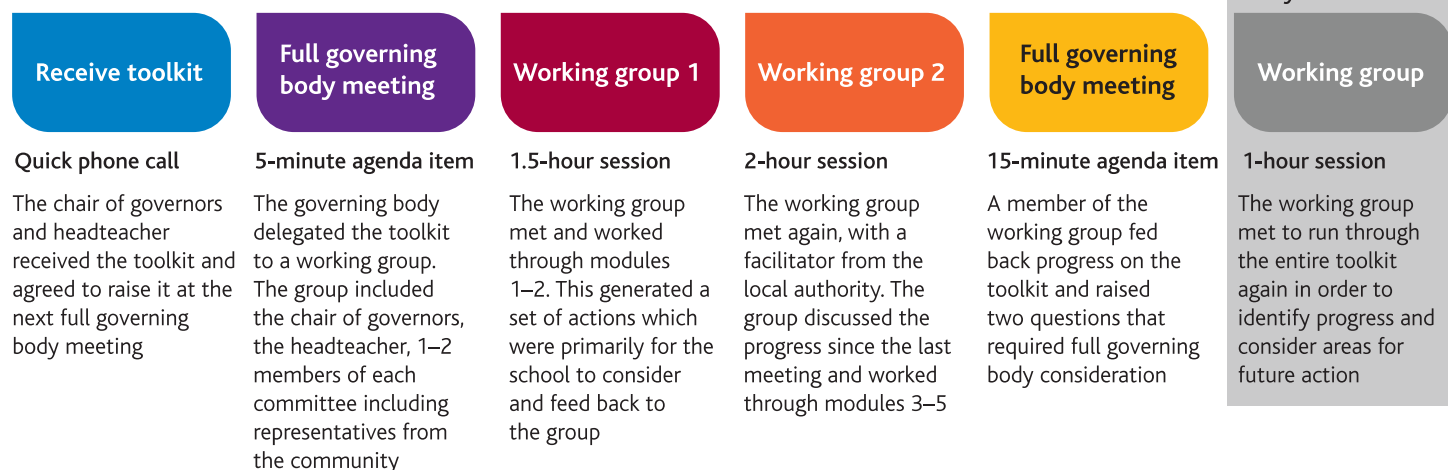 Receive toolkit
Quick phone call
The chair of governors
and headteacher
received the toolkit and
agreed to raise it at the
next full governing
body meeting
Full governing
body meeting
5-minute agenda item
The governing body
delegated the toolkit
to a working group.
The group included
the chair of governors,
the headteacher, 1–2
members of each
committee including
representatives from
the community
Working group 1
1.5-hour session
The working group
met and worked
through modules
1–2. This generated a
set of actions which
were primarily for the
school to consider
and feed back to
the group
Working group 2
2-hour session
The working group
met again, with a
facilitator from the
local authority. The
group discussed the
progress since the last
meeting and worked
through modules 3–5
Full governing
body meeting
15-minute agenda item
A member of the
working group fed
back progress on the
toolkit and raised
two questions that
required full governing
body consideration
Working group
1-hour session
The working group
met to run through
the entire toolkit
again in order to
identify progress and
consider areas for
future action